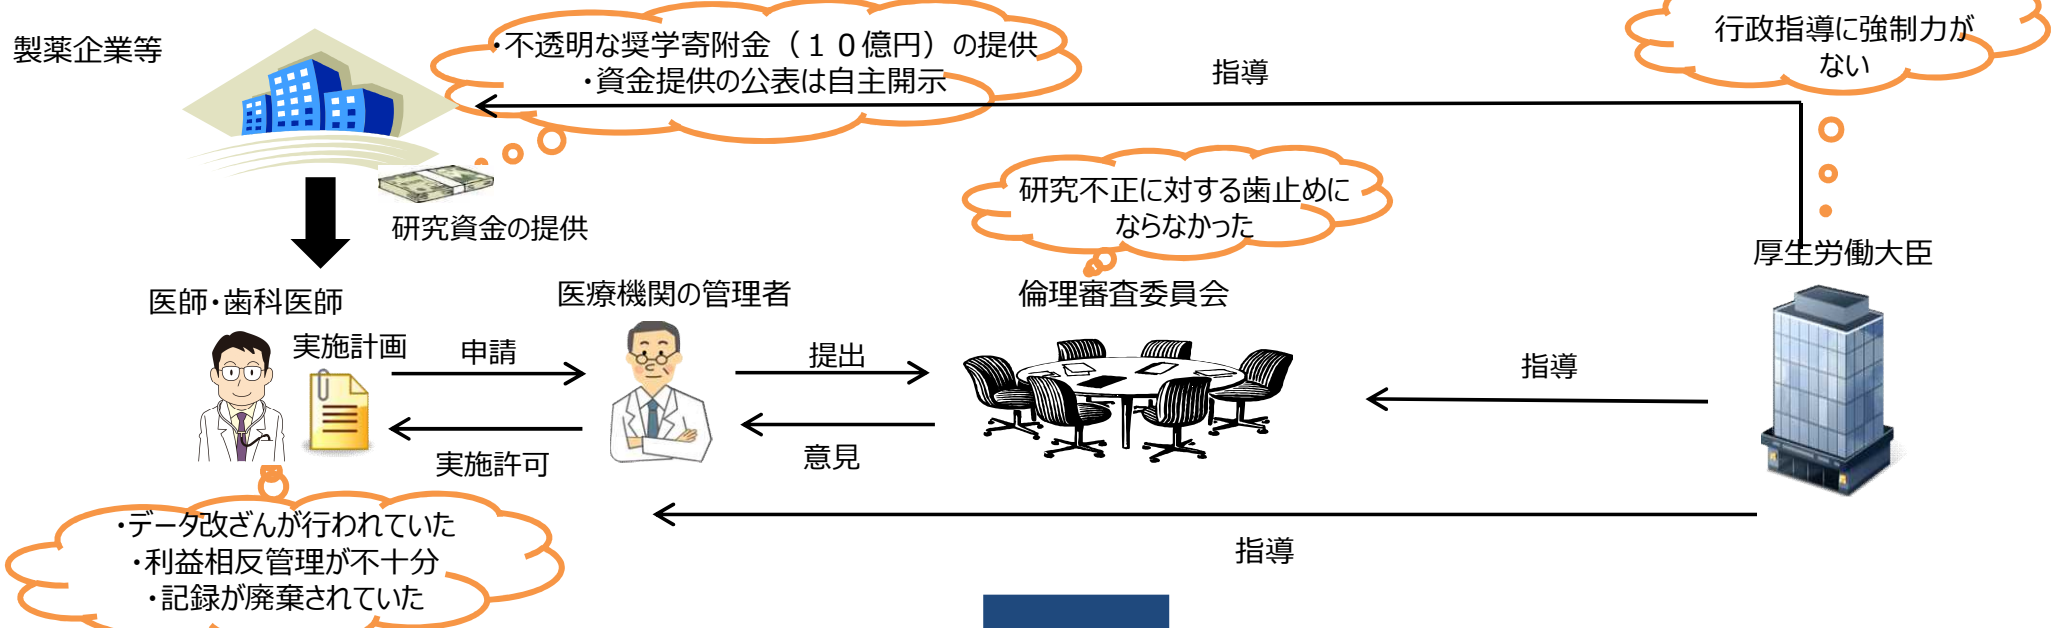 製薬企業等
・不透明な奨学寄附金（１０億円）の提供
・資金提供の公表は自主開示
指導
行政指導に強制力が
ない
研究資金の提供
研究不正に対する歯止めに
ならなかった
厚生労働大臣
医師・歯科医師
医療機関の管理者
倫理審査委員会
実施計画
申請
提出
指導
実施許可
意見
・データ改ざんが行われていた
・利益相反管理が不十分
・記録が廃棄されていた
指導